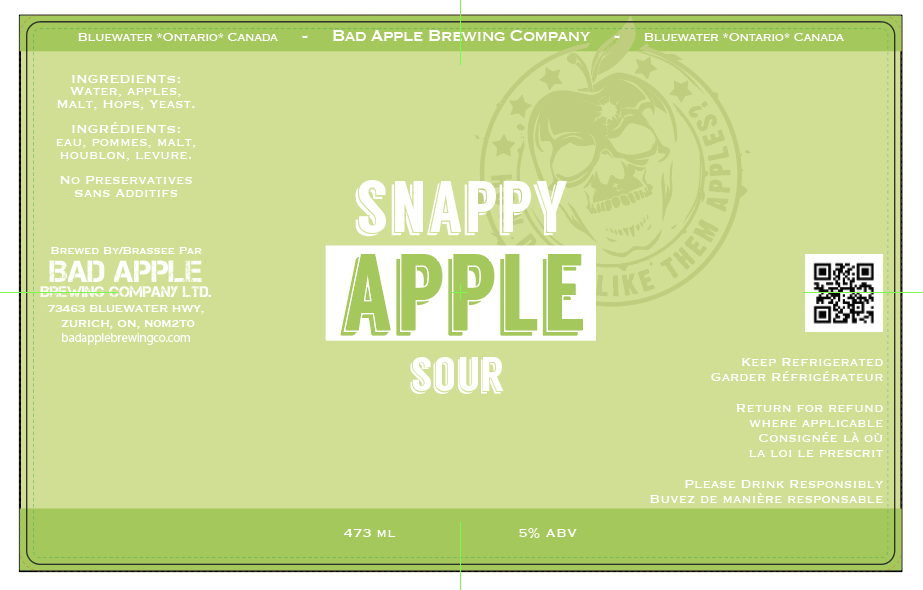 Bluewater *Ontario* Canada - Bad Apple Brewing Company - Bluewater *Ontario* Canada
INGREDIENTS:
Water, apples,
Malt, Hops, Yeast.
INGRÉDIENTS:
eau, pommes, malt,
houblon, levure.
No Preservatives
sans Additifs
Brewed By/Brassee Par
BAD APPLE
BREWING COMPANY LTD.
73463 Bluewater Hwy,
Zurich, ON, N0M2T0
badapplebrewingco.com
LIKE THEM APPLES?
SNAPPY
APPLE
SOUR
Keep Refrigerated
Garder Réfrigérateur
Return for refund
where applicable
Consignée là où
la loi le prescrit
Please Drink Responsibly
Buvez de manière responsable
473 ml 5% ABV